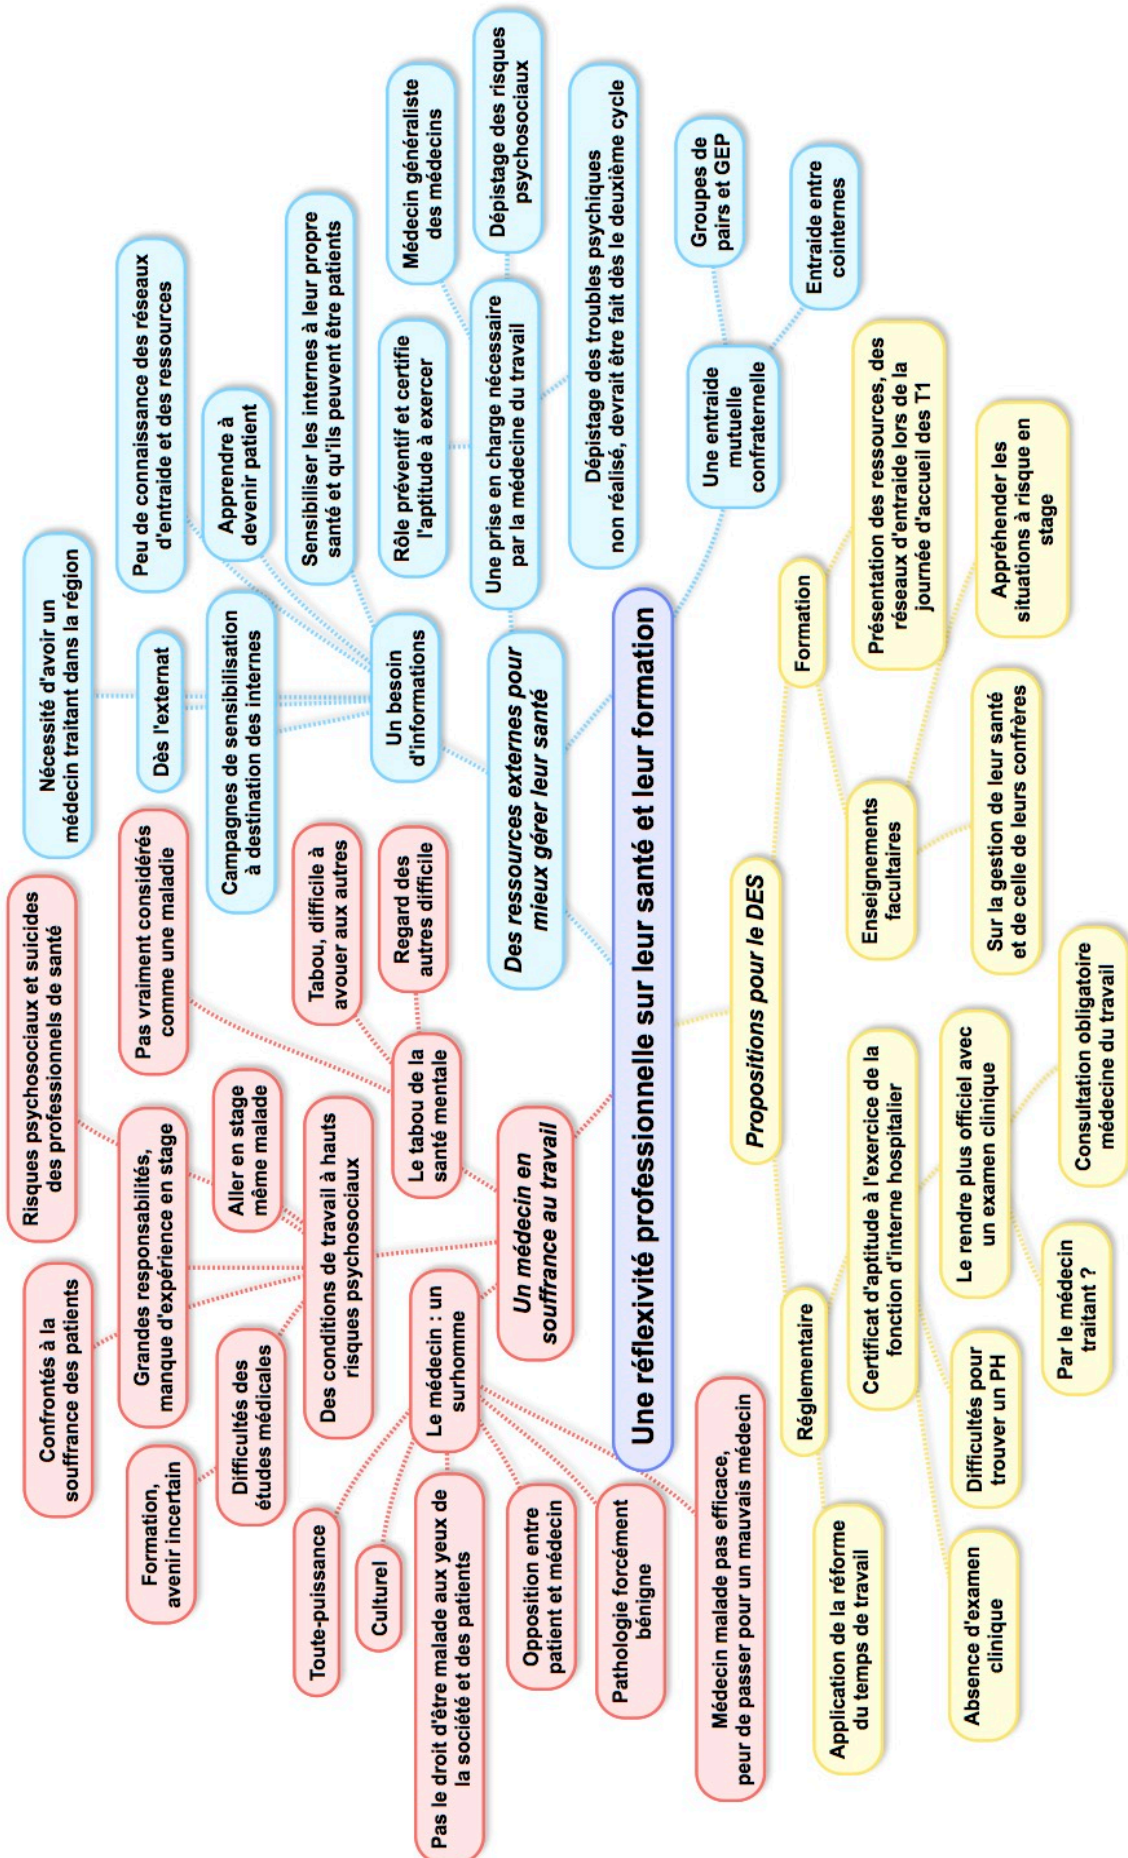 Risques psychosociaux et suicides
des professionnels de santé
Confrontés à la
souffrance des patients
Grandes responsabilités,
manque d'expérience en stage
Formation,
avenir incertain
Difficultés des
études médicales
Aller en stage
même malade
Des conditions de travail à hauts
risques psychosociaux
Pas vraiment considérés
comme une maladie
Tabou, difficile à
avouer aux autres
Regard des
autres difficile
Le tabou de la
santé mentale
Toute-puissance
Culturel
Pas le droit d'être malade aux yeux de
la société et des patients
Opposition entre
patient et médecin
Pathologie forcément
bénigne
Médecin malade pas efficace,
peur de passer pour un mauvais médecin
Le médecin : un
surhomme
Un médecin en
souffrance au travail
Nécessité d'avoir un
médecin traitant dans la région
Dès l'externat
Campagnes de sensibilisation
à destination des internes
Peu de connaissance des réseaux
d'entraide et des ressources
Apprendre à
devenir patient
Sensibiliser les internes à leur propre
santé et qu'ils peuvent être patients
Un besoin
d'informations
Des ressources externes pour
mieux gérer leur santé
Rôle préventif et certifie
l'aptitude à exercer
Médecin généraliste
des médecins
Dépistage des risques
psychosociaux
Une prise en charge nécessaire
par la médecine du travail
Dépistage des troubles psychiques
non réalisé, devrait être fait dès le deuxième cycle
Une entraide
mutuelle
confraternelle
Groupes de
pairs et GEP
Entraide entre
cointernes
Une réflexivité professionnelle sur leur santé et leur formation
Propositions pour le DES
Réglementaire
Application de la réforme
du temps de travail
Certificat d'aptitude à l'exercice de la
fonction d'interne hospitalier
Absence d'examen
clinique
Difficultés pour
trouver un PH
Le rendre plus officiel avec
un examen clinique
Par le médecin
traitant ?
Consultation obligatoire
médecine du travail
Formation
Enseignements
facultaires
Présentation des ressources, des
réseaux d'entraide lors de la
journée d'accueil des T1
Sur la gestion de leur santé
et de celle de leurs confrères
Appréhender les
situations à risque en
stage